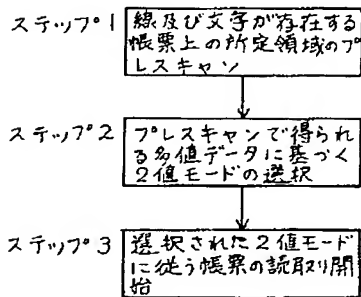 ステップ1
線及び文字が存在する
帳票上の所定領域のプ
レスキャン
ステップ2
プレスキャンで得られ
る多値データに基づく
2値モードの選択
ステップ3
選択された2値モード
に従う帳票の読取り開
始